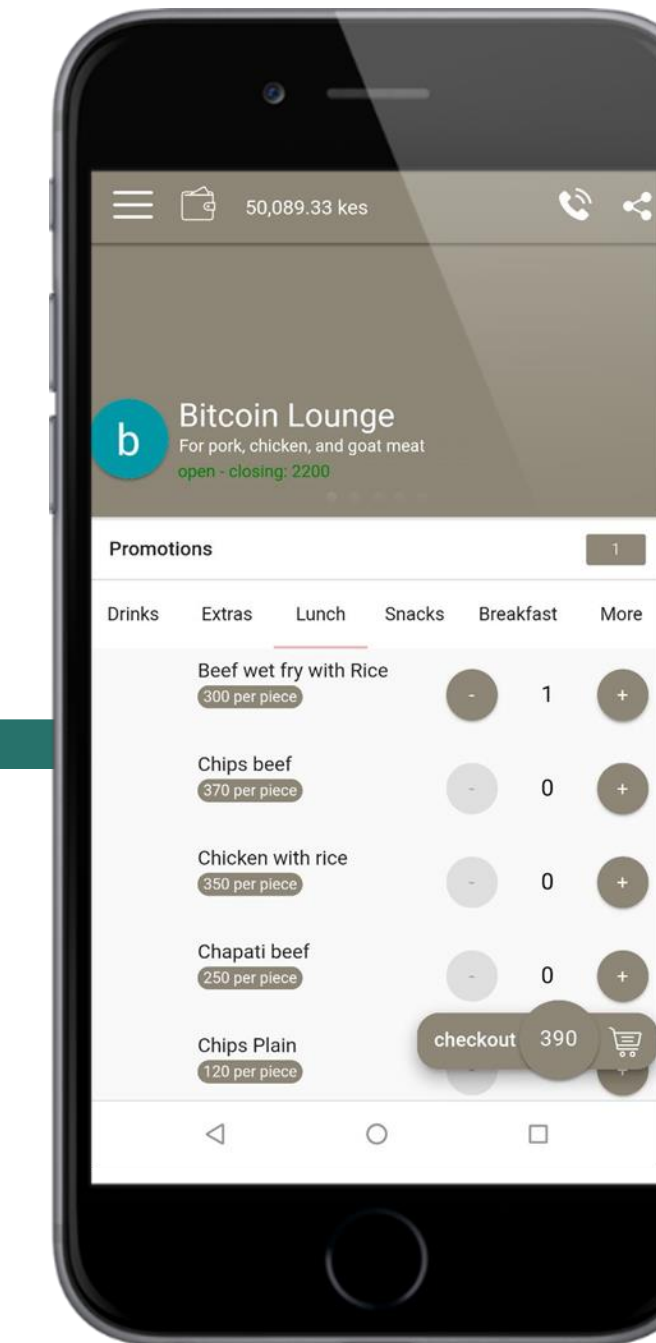 50,089.33 kes
b
Bitcoin Lounge
For pork, chicken, and goat meat
open - closing: 2200
Promotions
1
Drinks Extras Lunch Snacks Breakfast More
Beef wet fry with Rice
300 per piece
- 1 +
Chips beef
370 per piece
- 0 +
Chicken with rice
350 per piece
- 0 +
Chapati beef
250 per piece
- 0 +
checkout 390
Chips Plain
120 per piece
- +